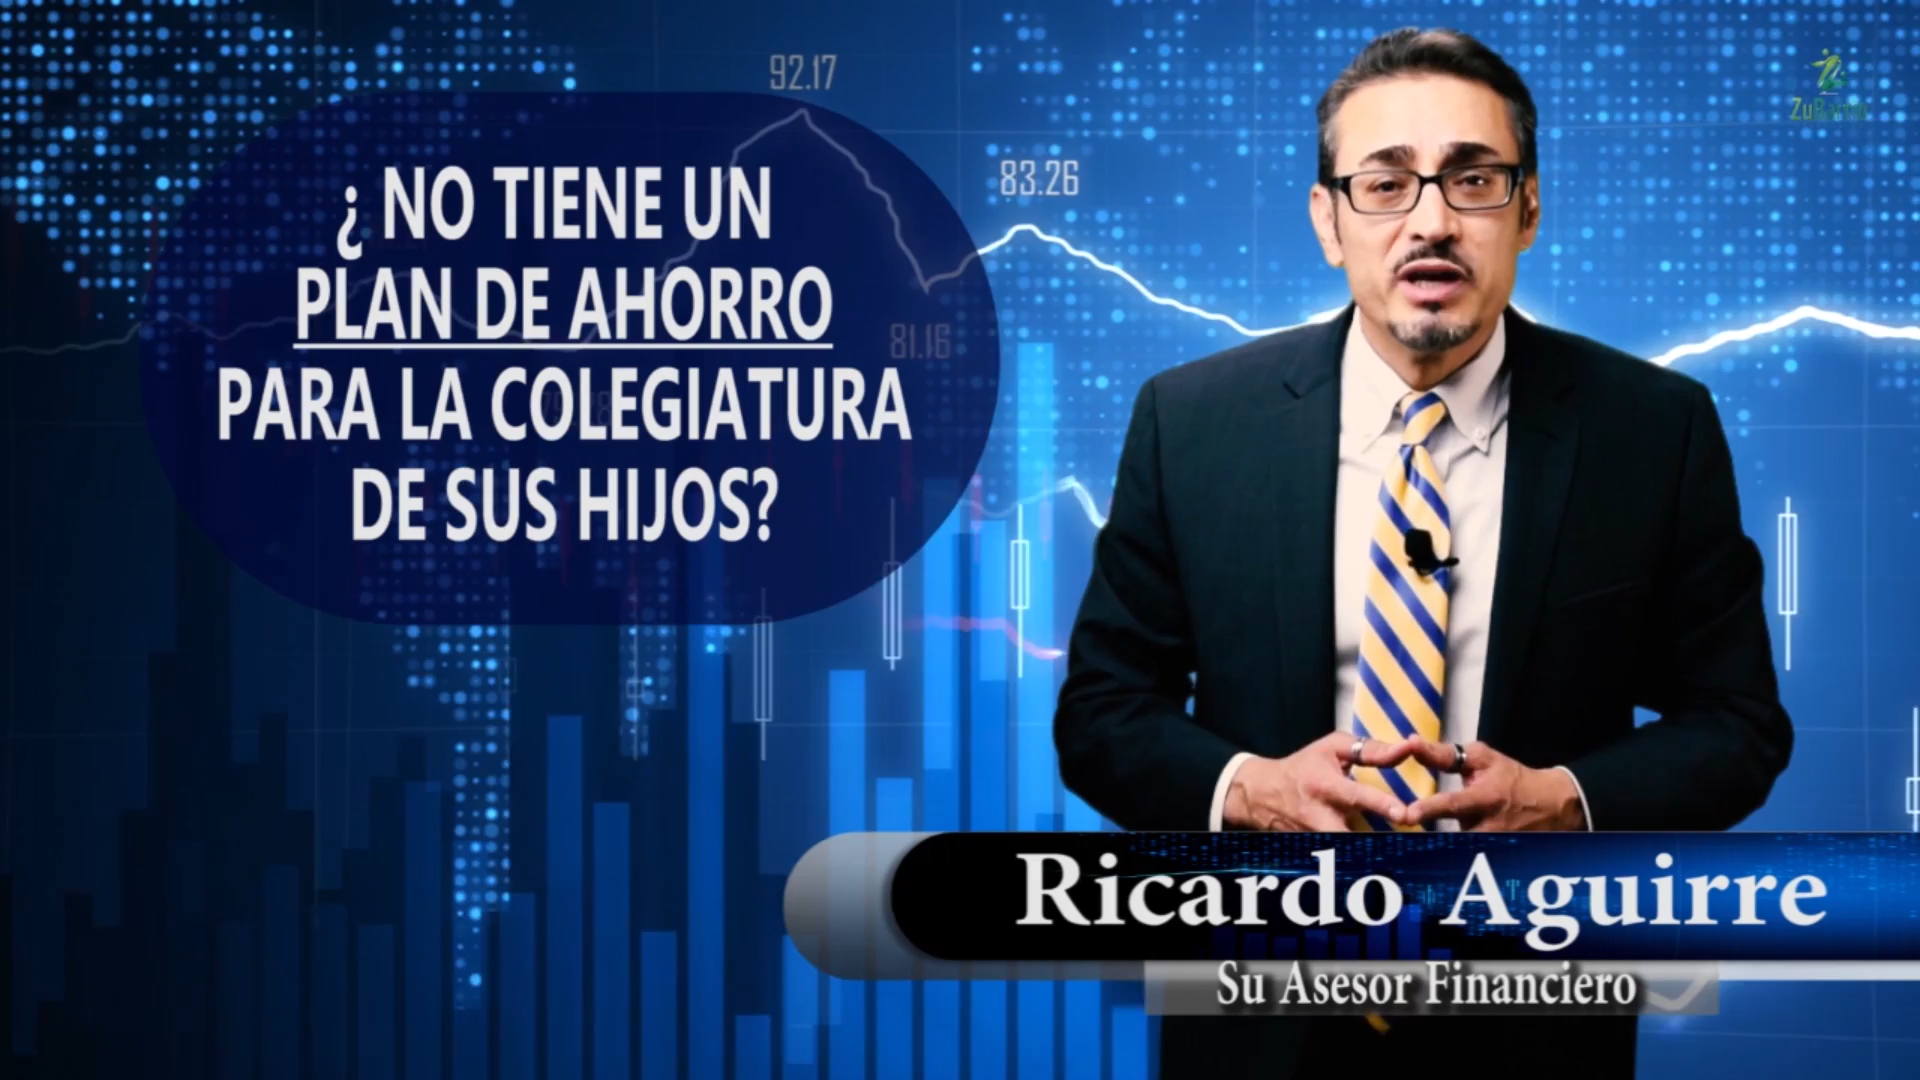 92.17
83.26
81.16
¿ NO TIENE UN
PLAN DE AHORRO
PARA LA COLEGIATURA
DE SUS HIJOS?
Ricardo Aguirre
Su Asesor Financiero